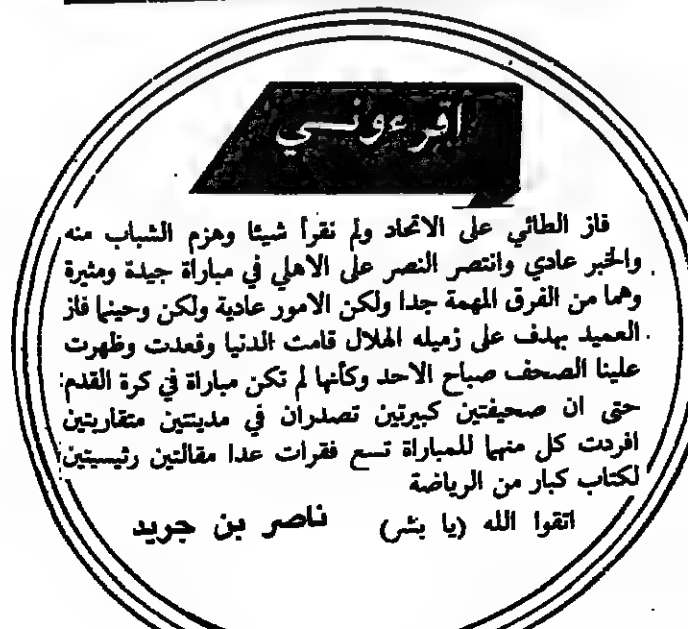 اقرءونــي
فاز الطائي على الاتحاد ولم نقرأ شيئا وهزم الشباب منه
والخبر عادي وانتصر النصر على الاهلي في مباراة جيدة ومثيرة
وهما من الفرق المهمة جدا ولكن الامور عادية ولكن وحينما فاز
العميد بهدف على زميله الهلال قامت الدنيا وقعدت وظهرت
علينا الصحف صباح الاحد وكأنها لم تكن مباراة في كرة القدم
حتى ان صحيفتين كبيرتين تصدران في مدينتين متقاربتين
افردت كل منهما للمباراة تسع فقرات عدا مقالتين رئيسيتين
لكتاب كبار من الرياضة
اتقوا الله (يا بشر) ناصر بن جريد